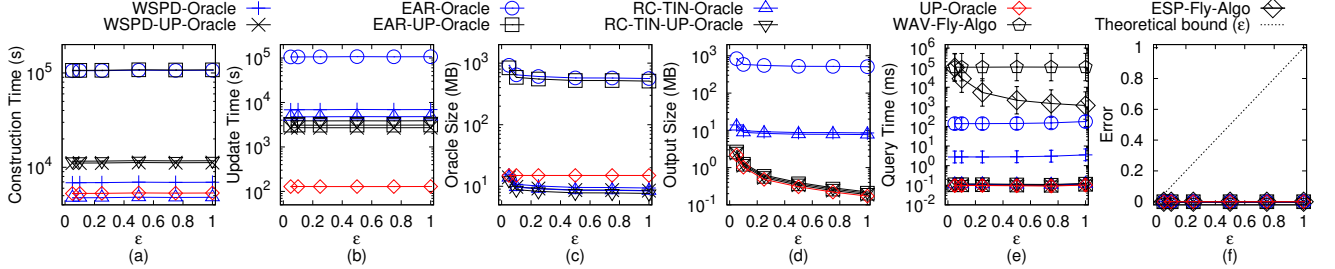 WSPD-Oracle EAR-Oracle RC-TIN-Oracle UP-Oracle ESP-Fly-Algo
WSPD-UP-Oracle EAR-UP-Oracle RC-TIN-UP-Oracle WAV-Fly-Algo Theoretical bound (ε)
Construction Time (s)
10^5
10^4
0 0.2 0.4 0.6 0.8 1
ε
(a)
Update Time (s)
10^5
10^4
10^3
10^2
0 0.2 0.4 0.6 0.8 1
ε
(b)
Oracle Size (MB)
10^3
10^2
10^1
0 0.2 0.4 0.6 0.8 1
ε
(c)
Output Size (MB)
10^3
10^2
10^1
10^0
10^-1
0 0.2 0.4 0.6 0.8 1
ε
(d)
Query Time (ms)
10^6
10^5
10^4
10^3
10^2
10^1
10^0
10^-1
10^-2
0 0.2 0.4 0.6 0.8 1
ε
(e)
Error
1
0.8
0.6
0.4
0.2
0
0 0.2 0.4 0.6 0.8 1
ε
(f)